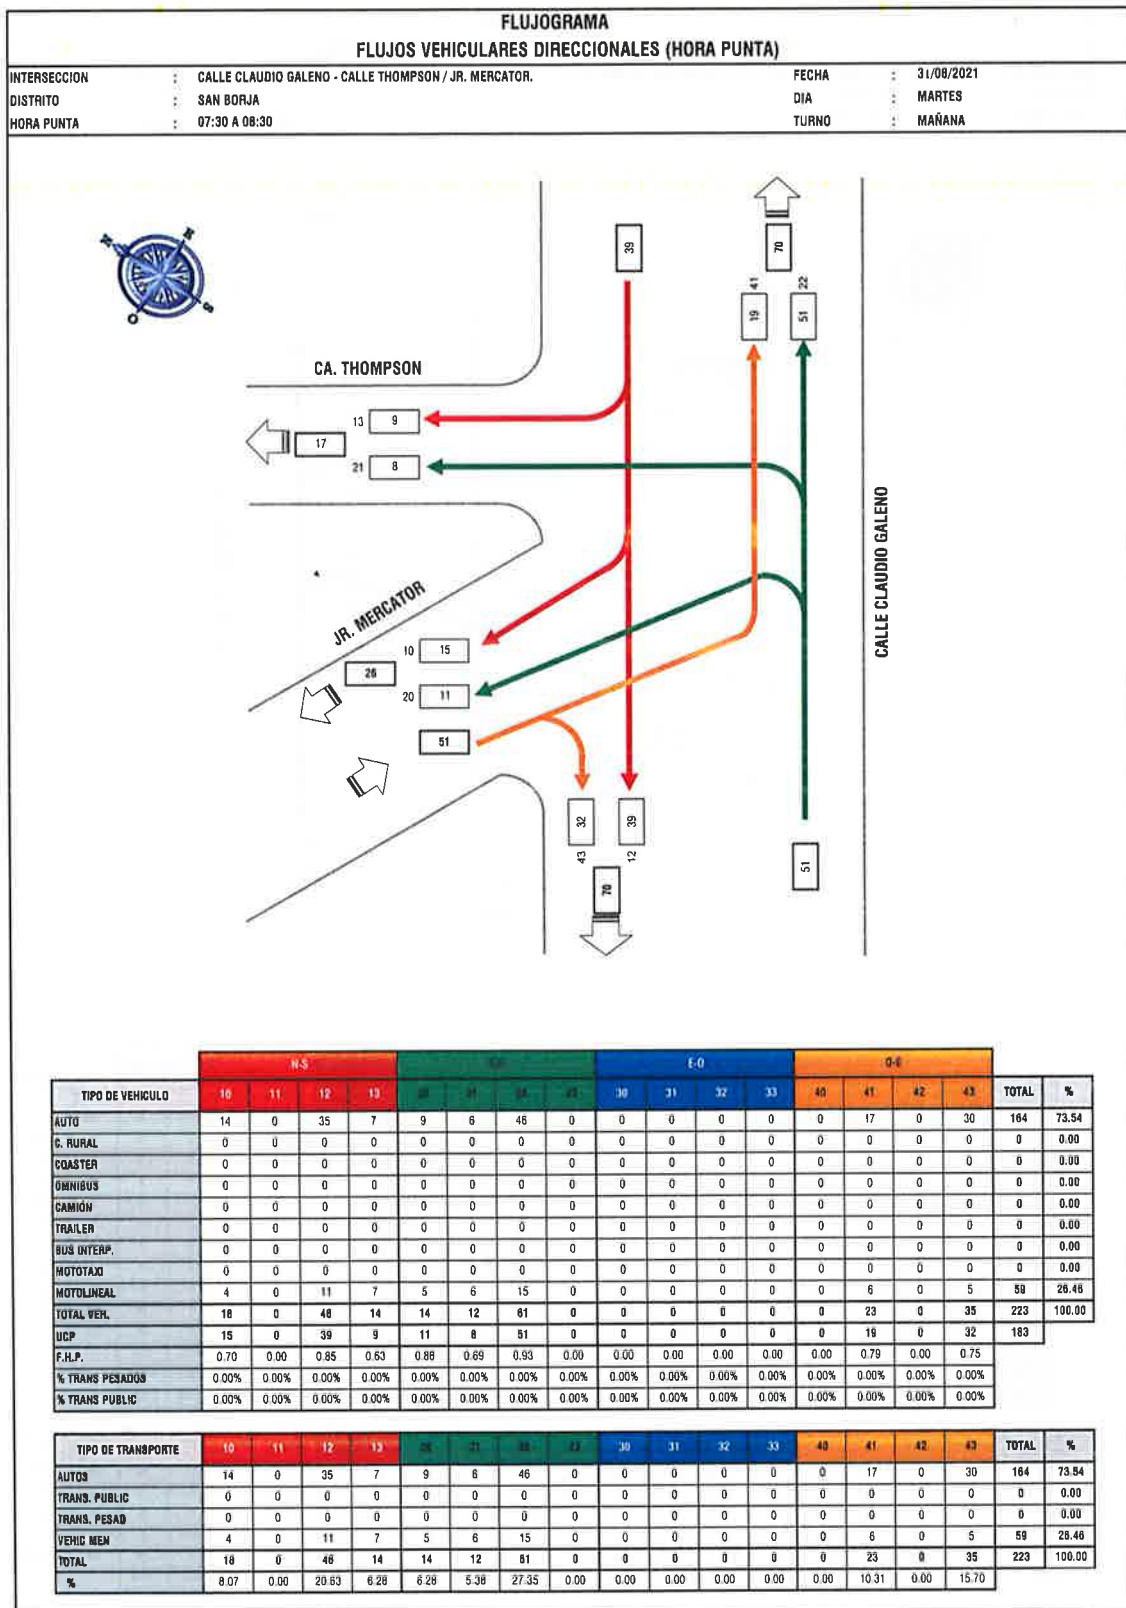 FLUJOGRAMA
FLUJOS VEHICULARES DIRECCIONALES (HORA PUNTA)
INTERSECCION : CALLE CLAUDIO GALENO - CALLE THOMPSON / JR. MERCATOR. FECHA : 31/08/2021
DISTRITO : SAN BORJA DIA : MARTES
HORA PUNTA : 07:30 A 08:30 TURNO : MAÑANA
39
70
41 22
19 51
N
S
O
CA. THOMPSON
13 9
17
21 8
CALLE CLAUDIO GALENO
JR. MERCATOR
10 15
26
20 11
51
32 39
43 12
51
70
N-S E-O O-E
TIPO DE VEHICULO 10 11 12 13 30 31 32 33 40 41 42 43 TOTAL %
AUTO 14 0 35 7 9 6 46 0 0 0 0 0 0 17 0 30 164 73.54
C. RURAL 0 0 0 0 0 0 0 0 0 0 0 0 0 0 0 0 0 0.00
COASTER 0 0 0 0 0 0 0 0 0 0 0 0 0 0 0 0 0 0.00
OMNIBUS 0 0 0 0 0 0 0 0 0 0 0 0 0 0 0 0 0 0.00
CAMIÓN 0 0 0 0 0 0 0 0 0 0 0 0 0 0 0 0 0 0.00
TRAILER 0 0 0 0 0 0 0 0 0 0 0 0 0 0 0 0 0 0.00
BUS INTERP. 0 0 0 0 0 0 0 0 0 0 0 0 0 0 0 0 0 0.00
MOTOTAXI 0 0 0 0 0 0 0 0 0 0 0 0 0 0 0 0 0 0.00
MOTOLINEAL 4 0 11 7 5 6 15 0 0 0 0 0 0 6 0 5 59 26.46
TOTAL VEH. 18 0 46 14 14 12 61 0 0 0 0 0 0 23 0 35 223 100.00
UCP 15 0 39 9 11 8 51 0 0 0 0 0 0 19 0 32 183
F.H.P. 0.70 0.00 0.85 0.63 0.88 0.69 0.93 0.00 0.00 0.00 0.00 0.00 0.00 0.79 0.00 0.75
% TRANS PESADOS 0.00% 0.00% 0.00% 0.00% 0.00% 0.00% 0.00% 0.00% 0.00% 0.00% 0.00% 0.00% 0.00% 0.00% 0.00% 0.00%
% TRANS PUBLIC 0.00% 0.00% 0.00% 0.00% 0.00% 0.00% 0.00% 0.00% 0.00% 0.00% 0.00% 0.00% 0.00% 0.00% 0.00% 0.00%
TIPO DE TRANSPORTE 10 11 12 13 30 31 32 33 40 41 42 43 TOTAL %
AUTOS 14 0 35 7 9 6 46 0 0 0 0 0 0 17 0 30 164 73.54
TRANS. PUBLIC 0 0 0 0 0 0 0 0 0 0 0 0 0 0 0 0 0 0.00
TRANS. PESAD 0 0 0 0 0 0 0 0 0 0 0 0 0 0 0 0 0 0.00
VEHIC MEN 4 0 11 7 5 6 15 0 0 0 0 0 0 6 0 5 59 26.46
TOTAL 18 0 46 14 14 12 61 0 0 0 0 0 0 23 0 35 223 100.00
% 8.07 0.00 20.63 6.28 6.28 5.38 27.35 0.00 0.00 0.00 0.00 0.00 0.00 10.31 0.00 15.70